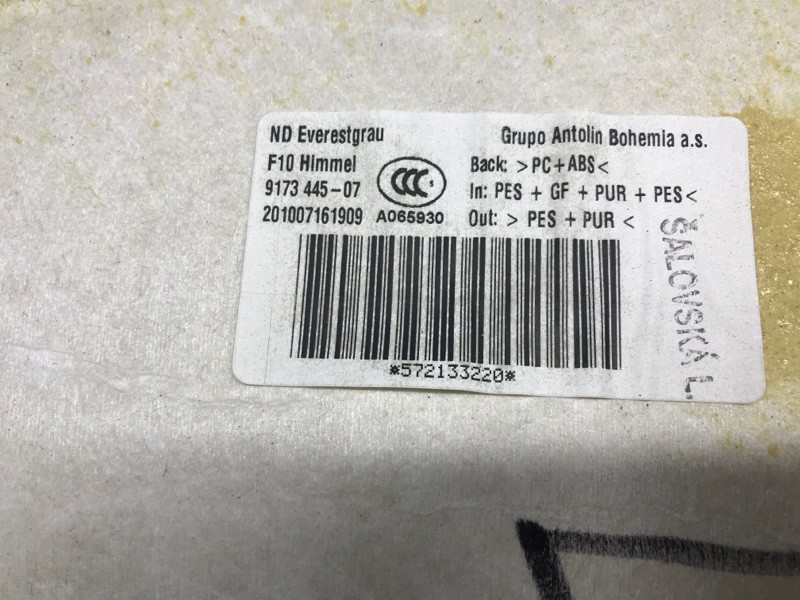 ND Everestgrau
F10 Himmel
9173 445-07
201007161909
CCC S
A065930
Grupo Antolin Bohemia a.s.
Back: >PC+ABS<
In: PES + GF + PUR + PES<
Out: > PES + PUR <
*572133220*
ŠALOVSKÁ L.